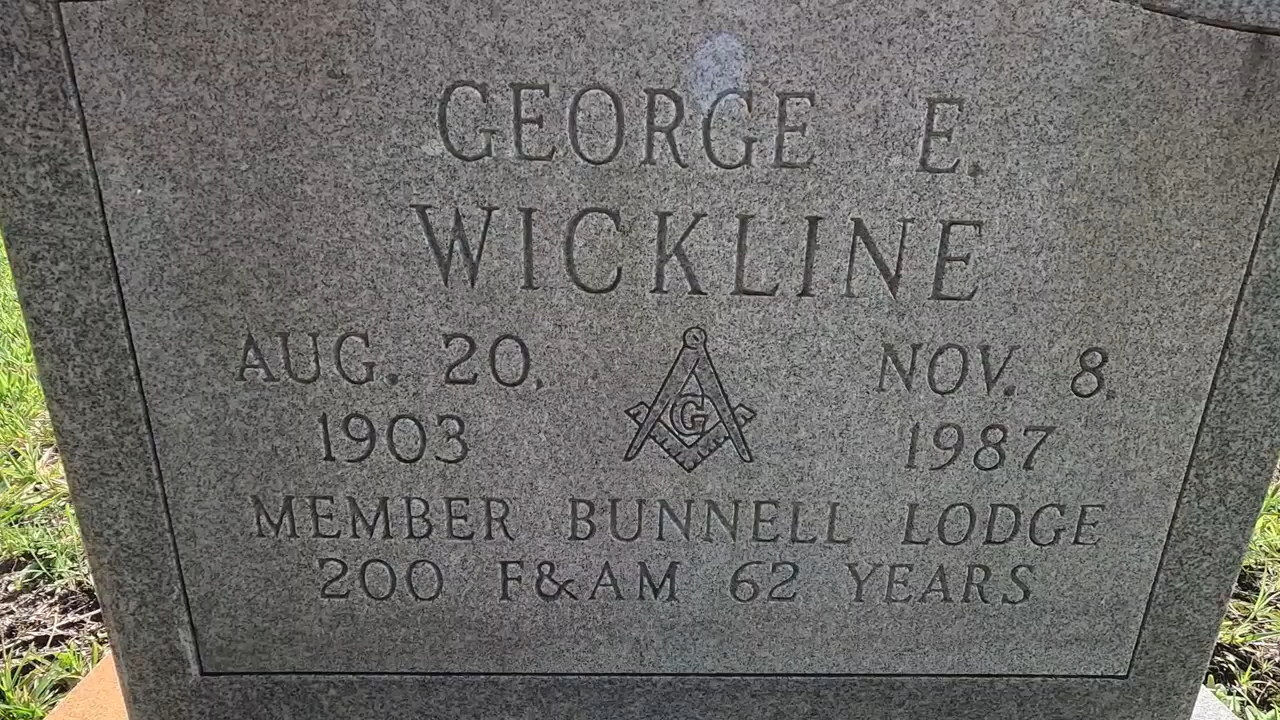 GEORGE E.
WICKLINE
AUG. 20, NOV. 8,
1903 G 1987
MEMBER BUNNELL LODGE
200 F&AM 62 YEARS